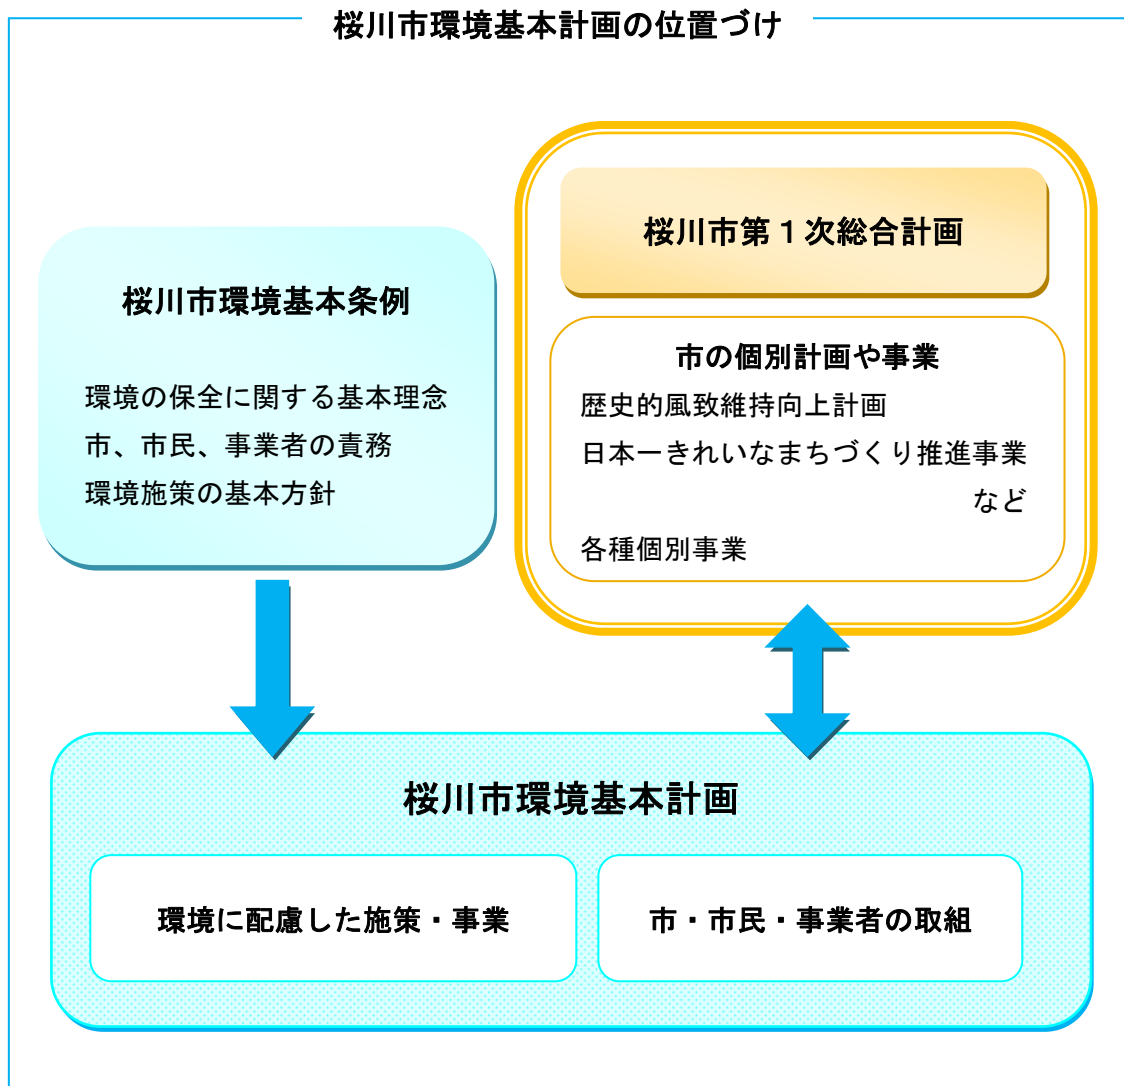 桜川市環境基本計画の位置づけ
桜川市環境基本条例
環境の保全に関する基本理念
市、市民、事業者の責務
環境施策の基本方針
桜川市第１次総合計画
市の個別計画や事業
歴史的風致維持向上計画
日本一きれいなまちづくり推進事業
など
各種個別事業
桜川市環境基本計画
環境に配慮した施策・事業
市・市民・事業者の取組